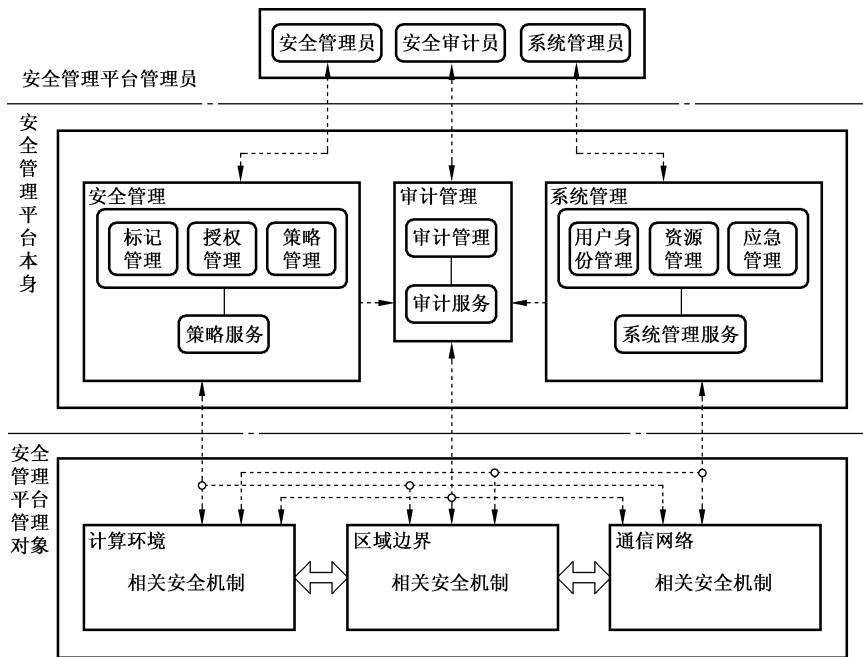 安全管理员 安全审计员 系统管理员
安全管理平台管理员
安全管理平台本身
安全管理
标记
管理
授权
管理
策略
管理
策略服务
审计管理
审计管理
审计服务
系统管理
用户身
份管理
资源
管理
应急
管理
系统管理服务
安全
管理
平台
管理
对象
计算环境
相关安全机制
区域边界
相关安全机制
通信网络
相关安全机制